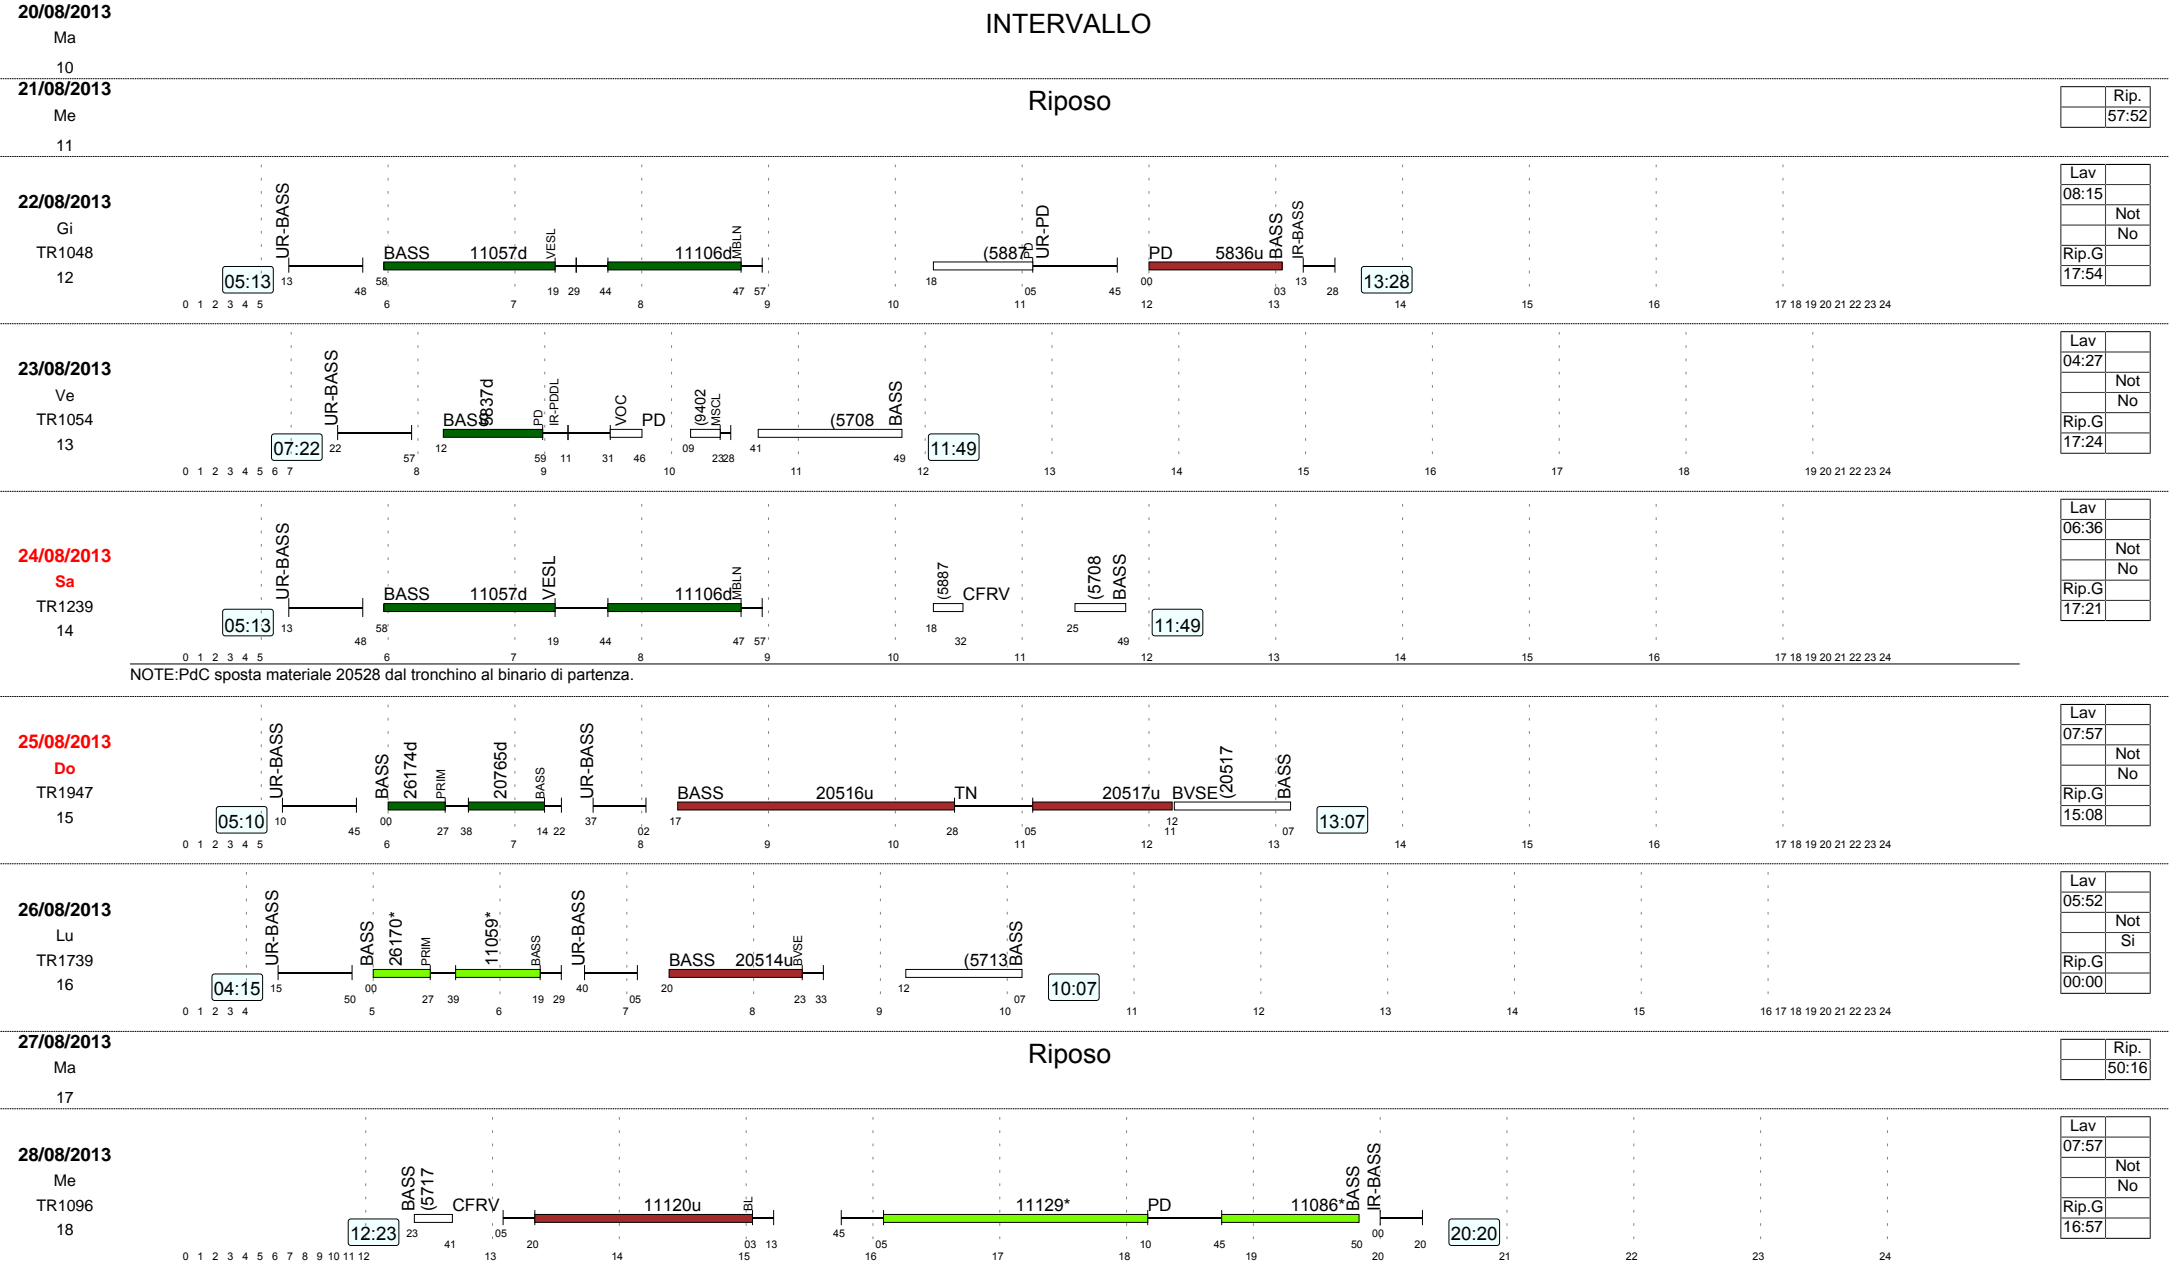 20/08/2013
Ma
10
INTERVALLO
21/08/2013
Me
11
Riposo
Rip.
57:52
22/08/2013
Gi
TR1048
12
05:13
UR-BASS
BASS 11057d VESL 11106d MBLN (5887 PD UR-PD PD 5836u BASS IR-BASS
13 48 58 19 29 44 47 57 18 05 45 00 03 13 28
13:28
0 1 2 3 4 5 6 7 8 9 10 11 12 13 14 15 16 17 18 19 20 21 22 23 24
Lav
08:15
Not
No
Rip.G
17:54
23/08/2013
Ve
TR1054
13
07:22
UR-BASS
BASS 5837d PD IR-PDDL VOC PD (9402 MSCL (5708 BASS
22 57 12 59 11 31 46 09 23 28 41 49
11:49
0 1 2 3 4 5 6 7 8 9 10 11 12 13 14 15 16 17 18 19 20 21 22 23 24
Lav
04:27
Not
No
Rip.G
17:24
24/08/2013
Sa
TR1239
14
05:13
UR-BASS
BASS 11057d VESL 11106d MBLN (5887 CFRV (5708 BASS
13 48 58 19 44 47 57 18 32 25 49
11:49
0 1 2 3 4 5 6 7 8 9 10 11 12 13 14 15 16 17 18 19 20 21 22 23 24
NOTE:PdC sposta materiale 20528 dal tronchino al binario di partenza.
Lav
06:36
Not
No
Rip.G
17:21
25/08/2013
Do
TR1947
15
05:10
UR-BASS
BASS 26174d PRIM 20765d BASS UR-BASS BASS 20516u TN 20517u BVSE (20517 BASS
10 45 00 27 38 14 22 37 02 17 28 05 12 11 07
13:07
0 1 2 3 4 5 6 7 8 9 10 11 12 13 14 15 16 17 18 19 20 21 22 23 24
Lav
07:57
Not
No
Rip.G
15:08
26/08/2013
Lu
TR1739
16
04:15
UR-BASS
BASS 26170* PRIM 11059* BASS UR-BASS BASS 20514u BVSE (5713 BASS
15 50 00 27 39 19 29 40 05 20 23 33 12 07
10:07
0 1 2 3 4 5 6 7 8 9 10 11 12 13 14 15 16 17 18 19 20 21 22 23 24
Lav
05:52
Not
Si
Rip.G
00:00
27/08/2013
Ma
17
Riposo
Rip.
50:16
28/08/2013
Me
TR1096
18
12:23
BASS (5717 CFRV 11120u BL 11129* PD 11086* BASS IR-BASS
23 41 05 20 03 13 45 05 10 45 50 00 20
20:20
0 1 2 3 4 5 6 7 8 9 10 11 12 13 14 15 16 17 18 19 20 21 22 23 24
Lav
07:57
Not
No
Rip.G
16:57